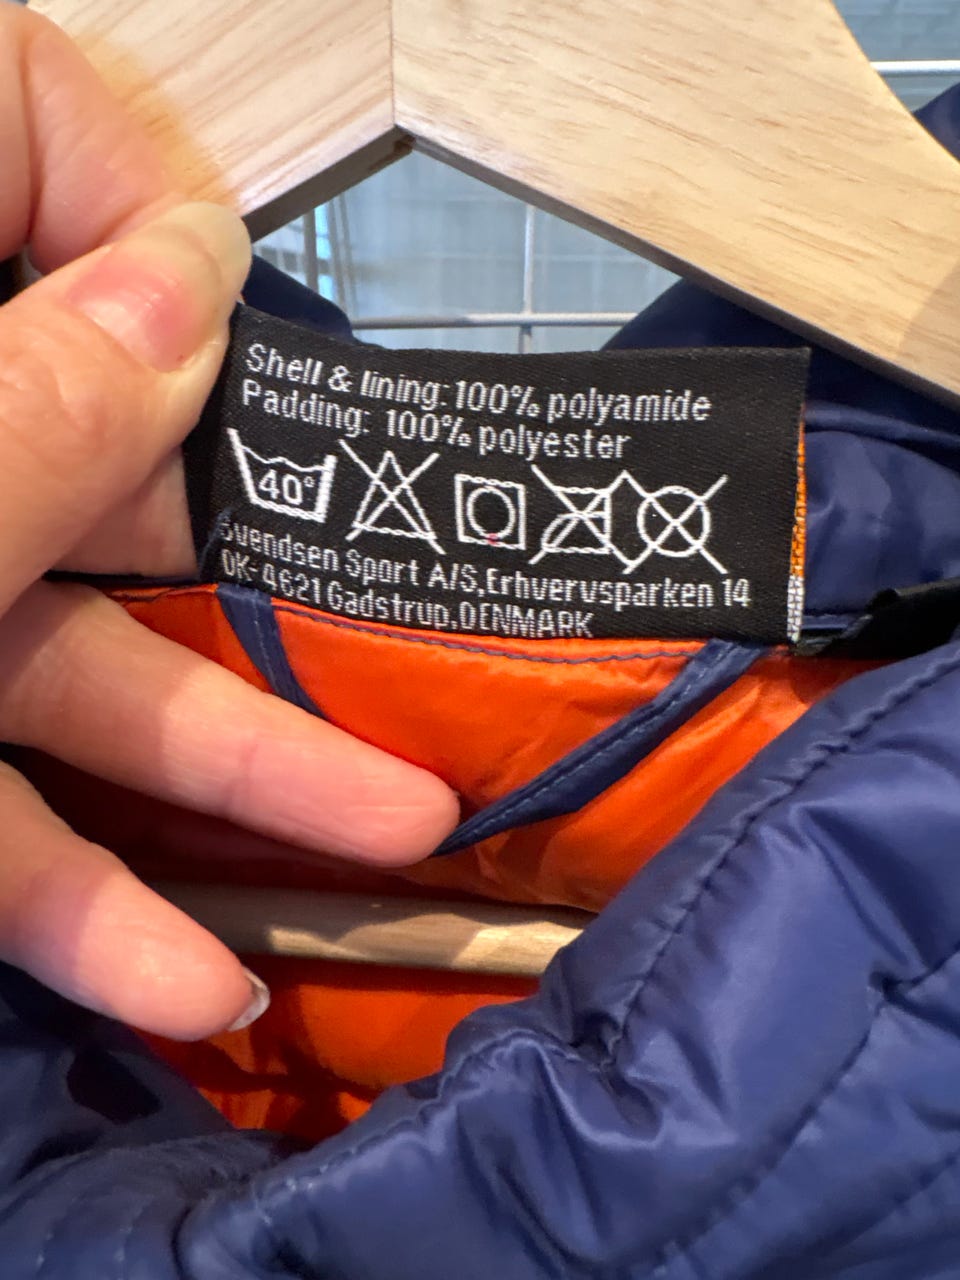 Shell & lining: 100% polyamide
Padding: 100% polyester
40°
Svendsen Sport A/S, Erhvervsparken 14
DK-4621 Gadstrup, DENMARK